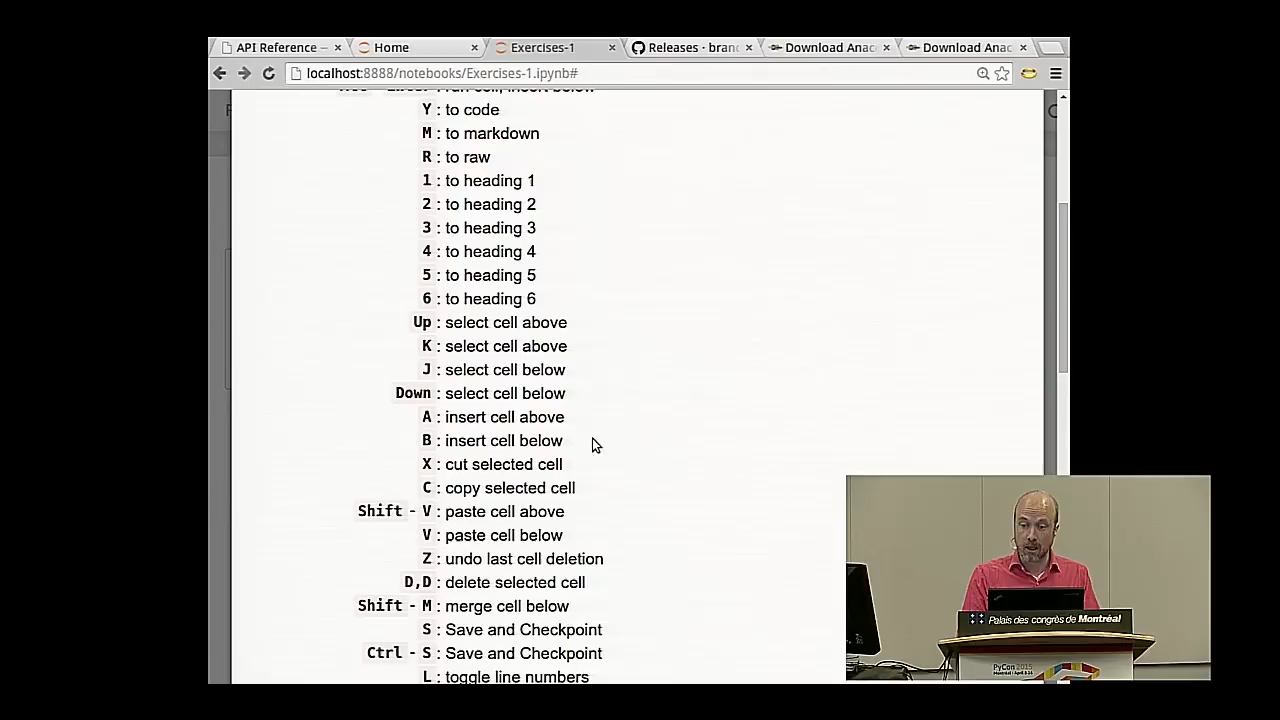 API Reference –
Home
Exercises-1
Releases · bran
Download Anac
Download Anac
localhost:8888/notebooks/Exercises-1.ipynb#
run cell, insert below
Y : to code
M : to markdown
R : to raw
1 : to heading 1
2 : to heading 2
3 : to heading 3
4 : to heading 4
5 : to heading 5
6 : to heading 6
Up : select cell above
K : select cell above
J : select cell below
Down : select cell below
A : insert cell above
B : insert cell below
X : cut selected cell
C : copy selected cell
Shift - V : paste cell above
V : paste cell below
Z : undo last cell deletion
D,D : delete selected cell
Shift - M : merge cell below
S : Save and Checkpoint
Ctrl - S : Save and Checkpoint
L : toggle line numbers
Palais des congrès de Montréal
PyCon 2015